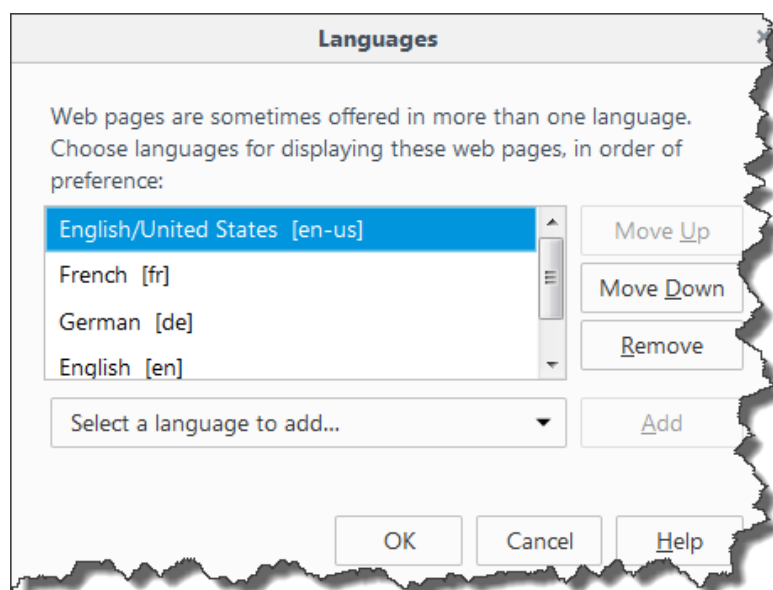 Languages
Web pages are sometimes offered in more than one language.
Choose languages for displaying these web pages, in order of
preference:
English/United States [en-us]
Move Up
French [fr]
Move Down
German [de]
Remove
English [en]
Select a language to add...
Add
OK
Cancel
Help